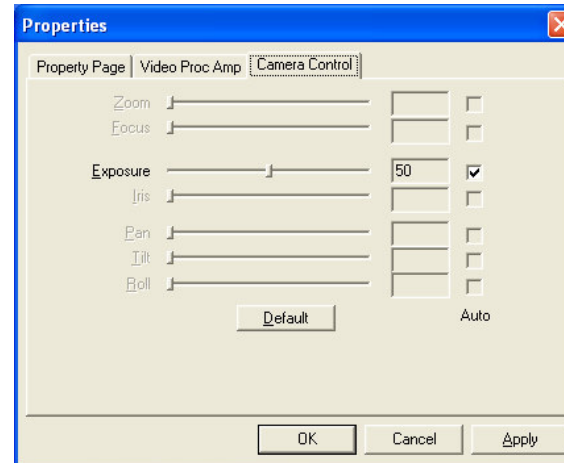 Properties
Property Page Video Proc Amp Camera Control
Zoom
Focus
Exposure 50
Iris
Pan
Tilt
Roll
Default Auto
OK Cancel Apply